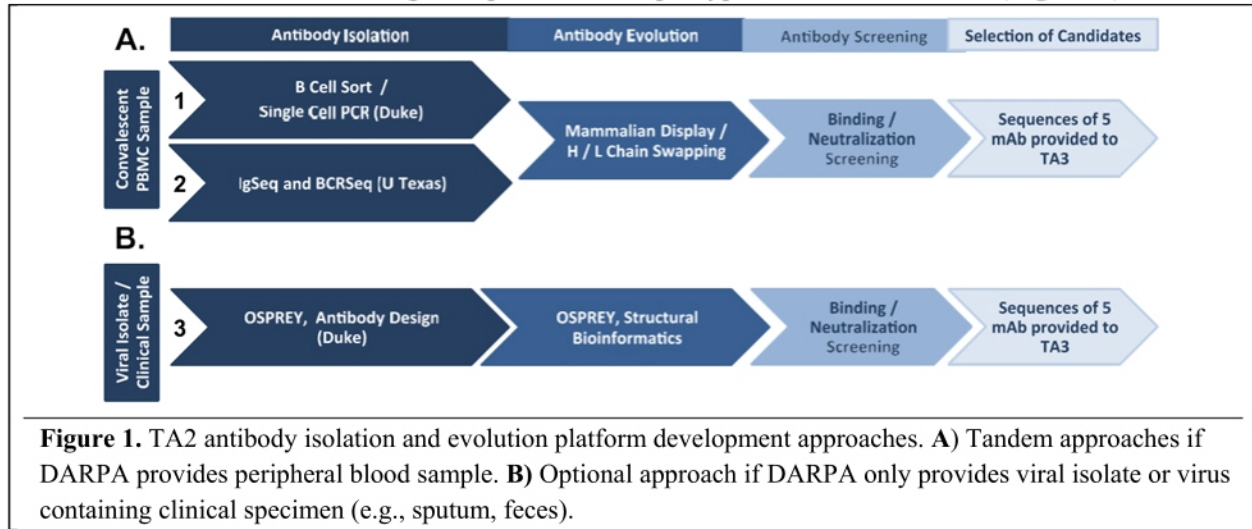 A.
Antibody Isolation
Antibody Evolution
Antibody Screening
Selection of Candidates
Convalescent
PBMC Sample
1
B Cell Sort /
Single Cell PCR (Duke)
2
IgSeq and BCRSeq (U Texas)
Mammalian Display /
H / L Chain Swapping
Binding /
Neutralization
Screening
Sequences of 5
mAb provided to
TA3
B.
Viral Isolate /
Clinical Sample
3
OSPREY, Antibody Design
(Duke)
OSPREY, Structural
Bioinformatics
Binding /
Neutralization
Screening
Sequences of 5
mAb provided to
TA3
Figure 1. TA2 antibody isolation and evolution platform development approaches. A) Tandem approaches if
DARPA provides peripheral blood sample. B) Optional approach if DARPA only provides viral isolate or virus
containing clinical specimen (e.g., sputum, feces).